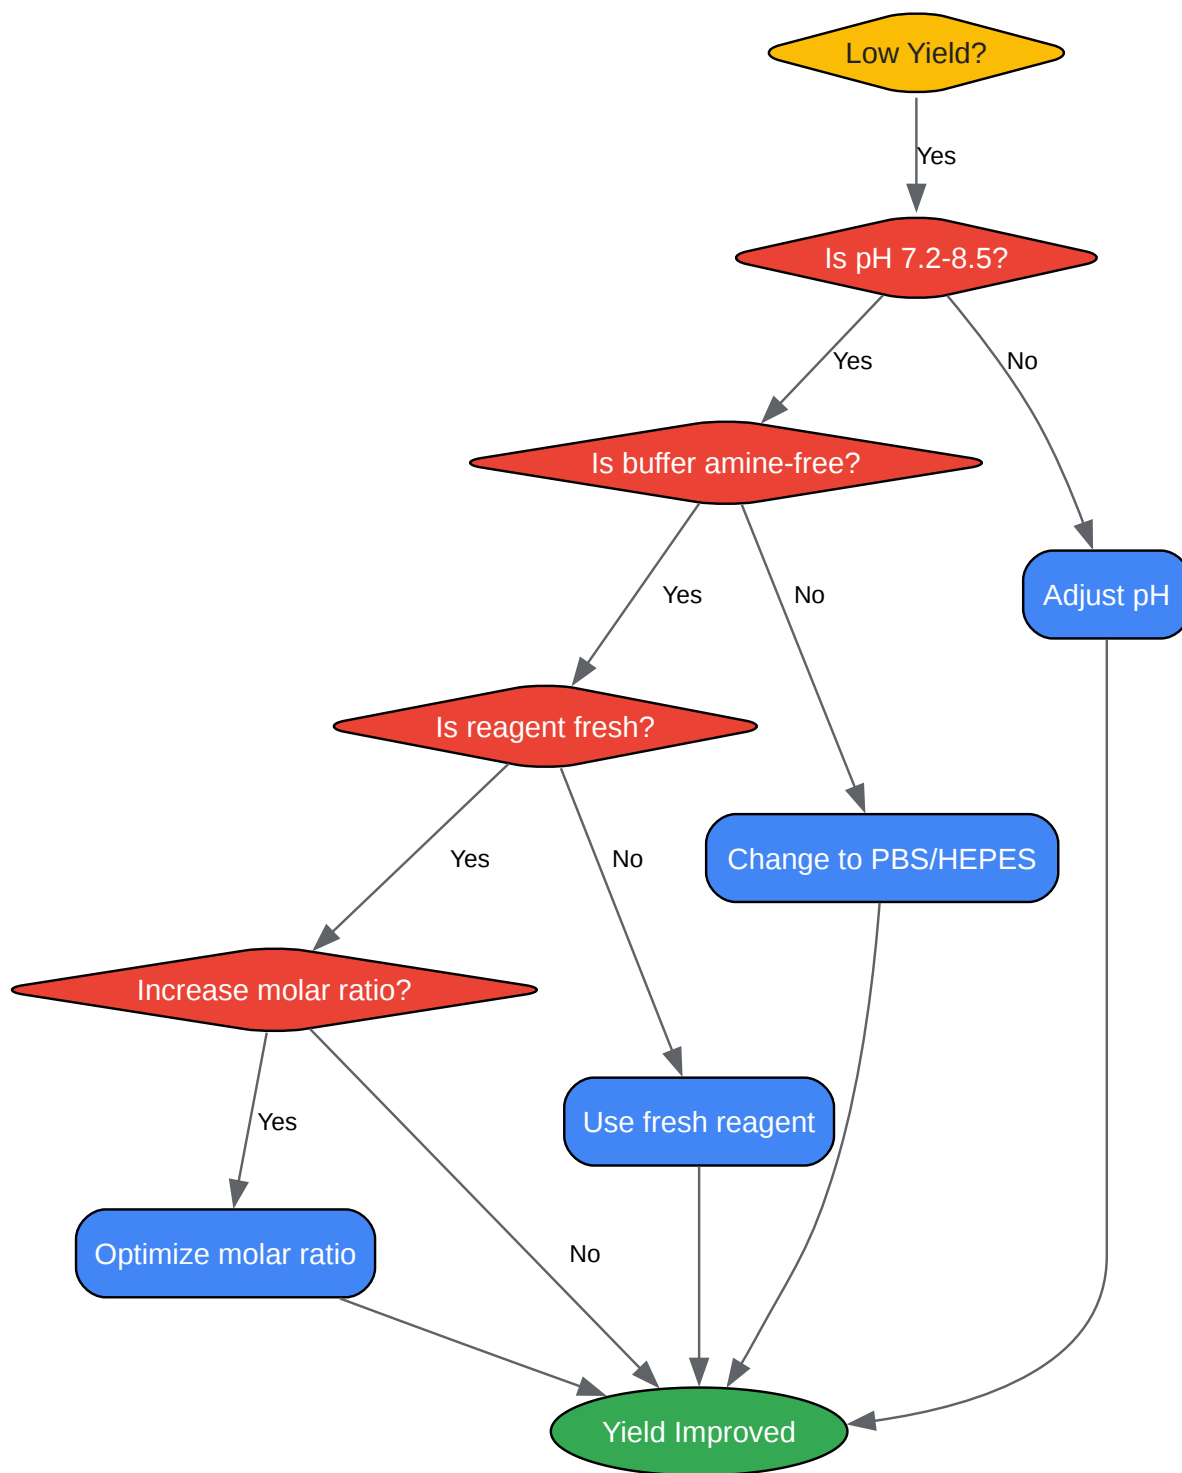 Low Yield?
Yes
Is pH 7.2-8.5?
Yes
No
Is buffer amine-free?
Yes
No
Adjust pH
Is reagent fresh?
Yes
No
Change to PBS/HEPES
Increase molar ratio?
Yes
Use fresh reagent
Optimize molar ratio
No
Yield Improved